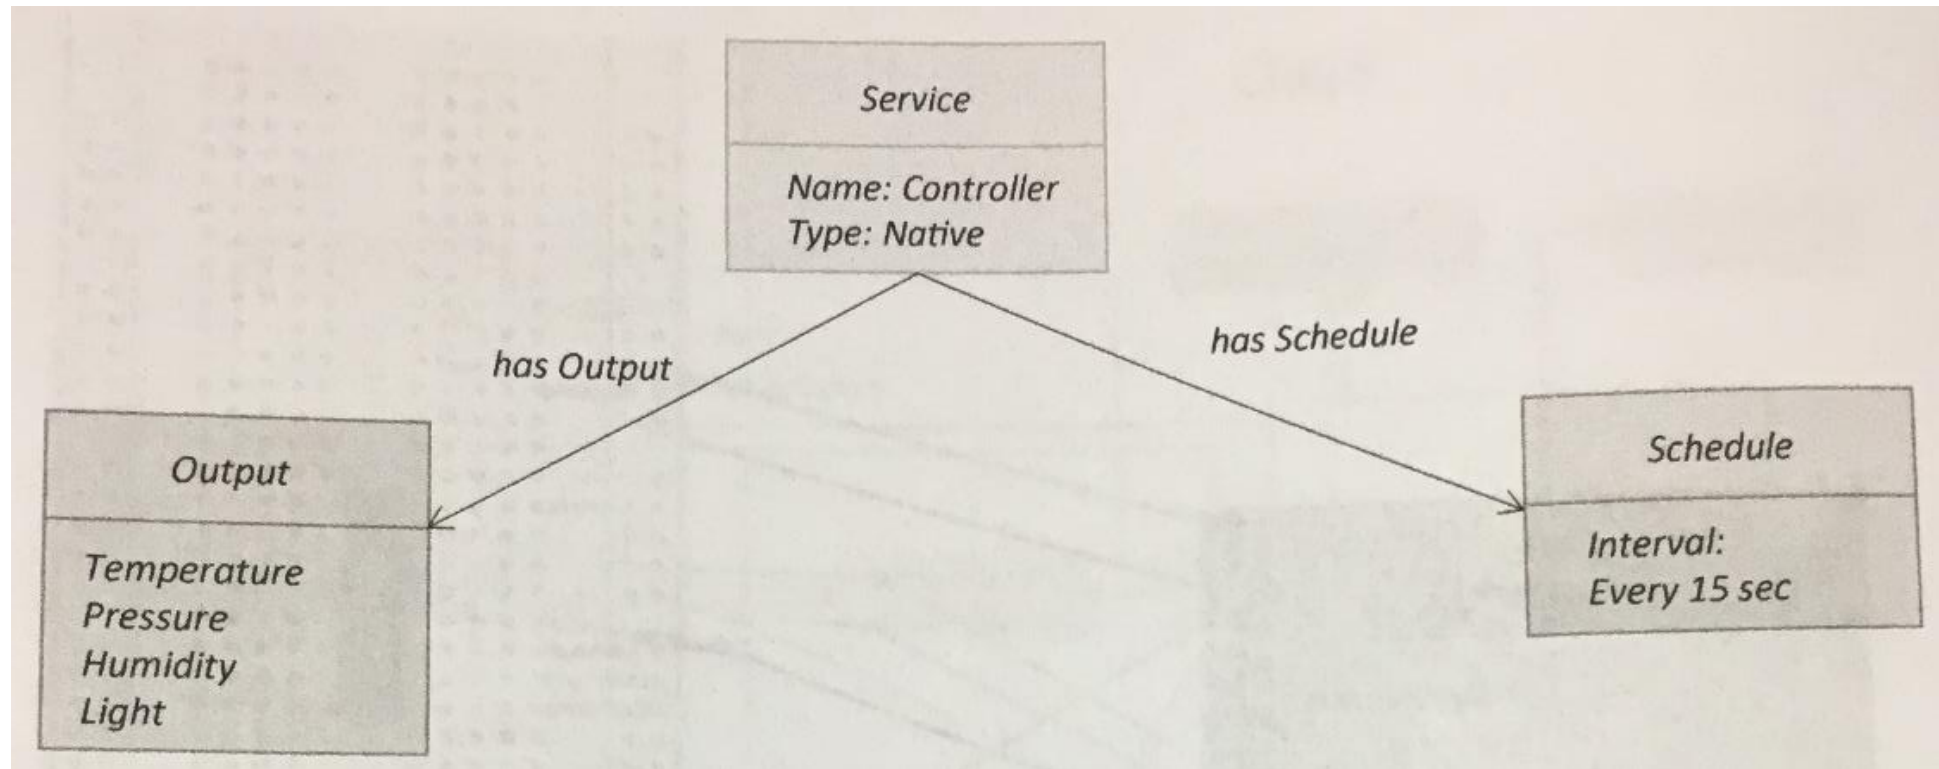 Service
Name: Controller
Type: Native
has Output
has Schedule
Output
Temperature
Pressure
Humidity
Light
Schedule
Interval:
Every 15 sec